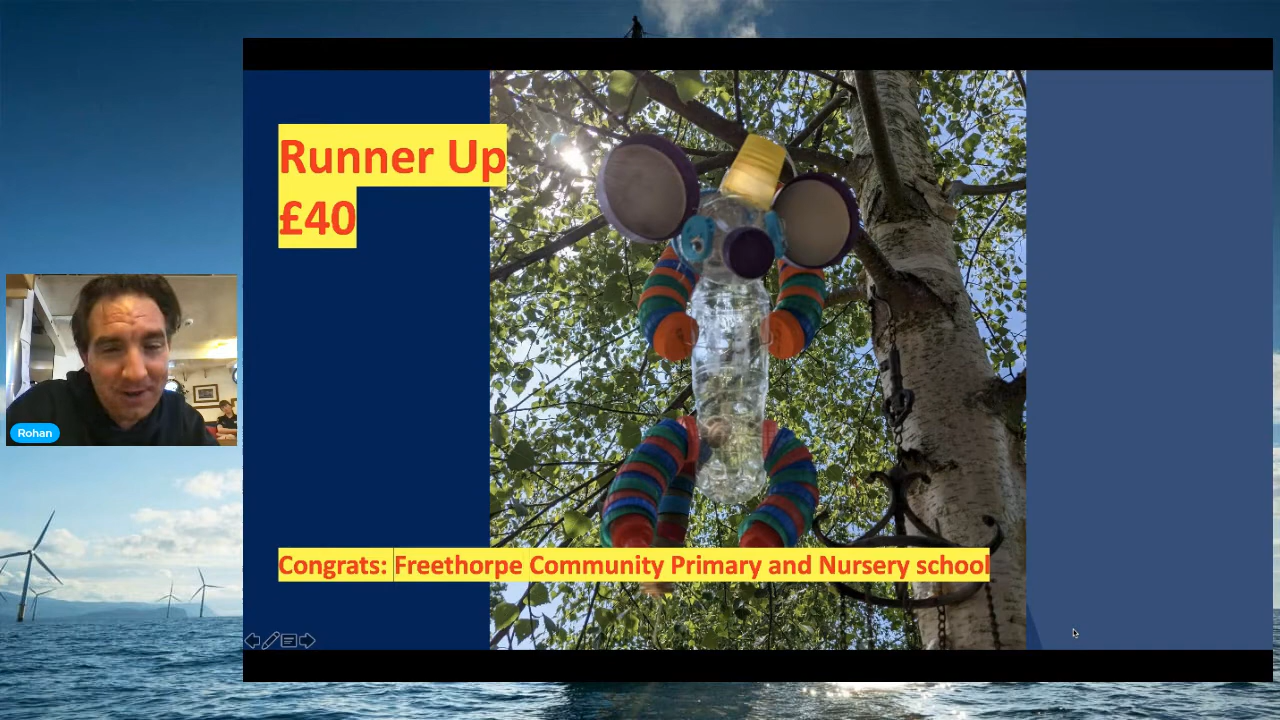 Runner Up
£40
Rohan
Congrats: Freethorpe Community Primary and Nursery school